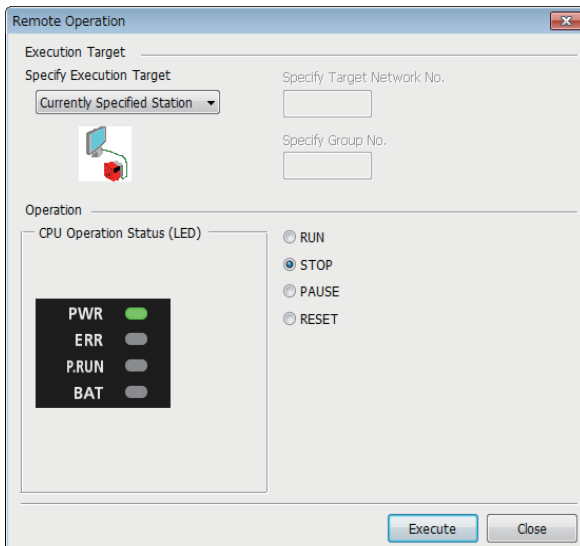 Remote Operation
Execution Target
Specify Execution Target
Currently Specified Station
Specify Target Network No.
Specify Group No.
Operation
CPU Operation Status (LED)
PWR
ERR
P.RUN
BAT
RUN
STOP
PAUSE
RESET
Execute
Close